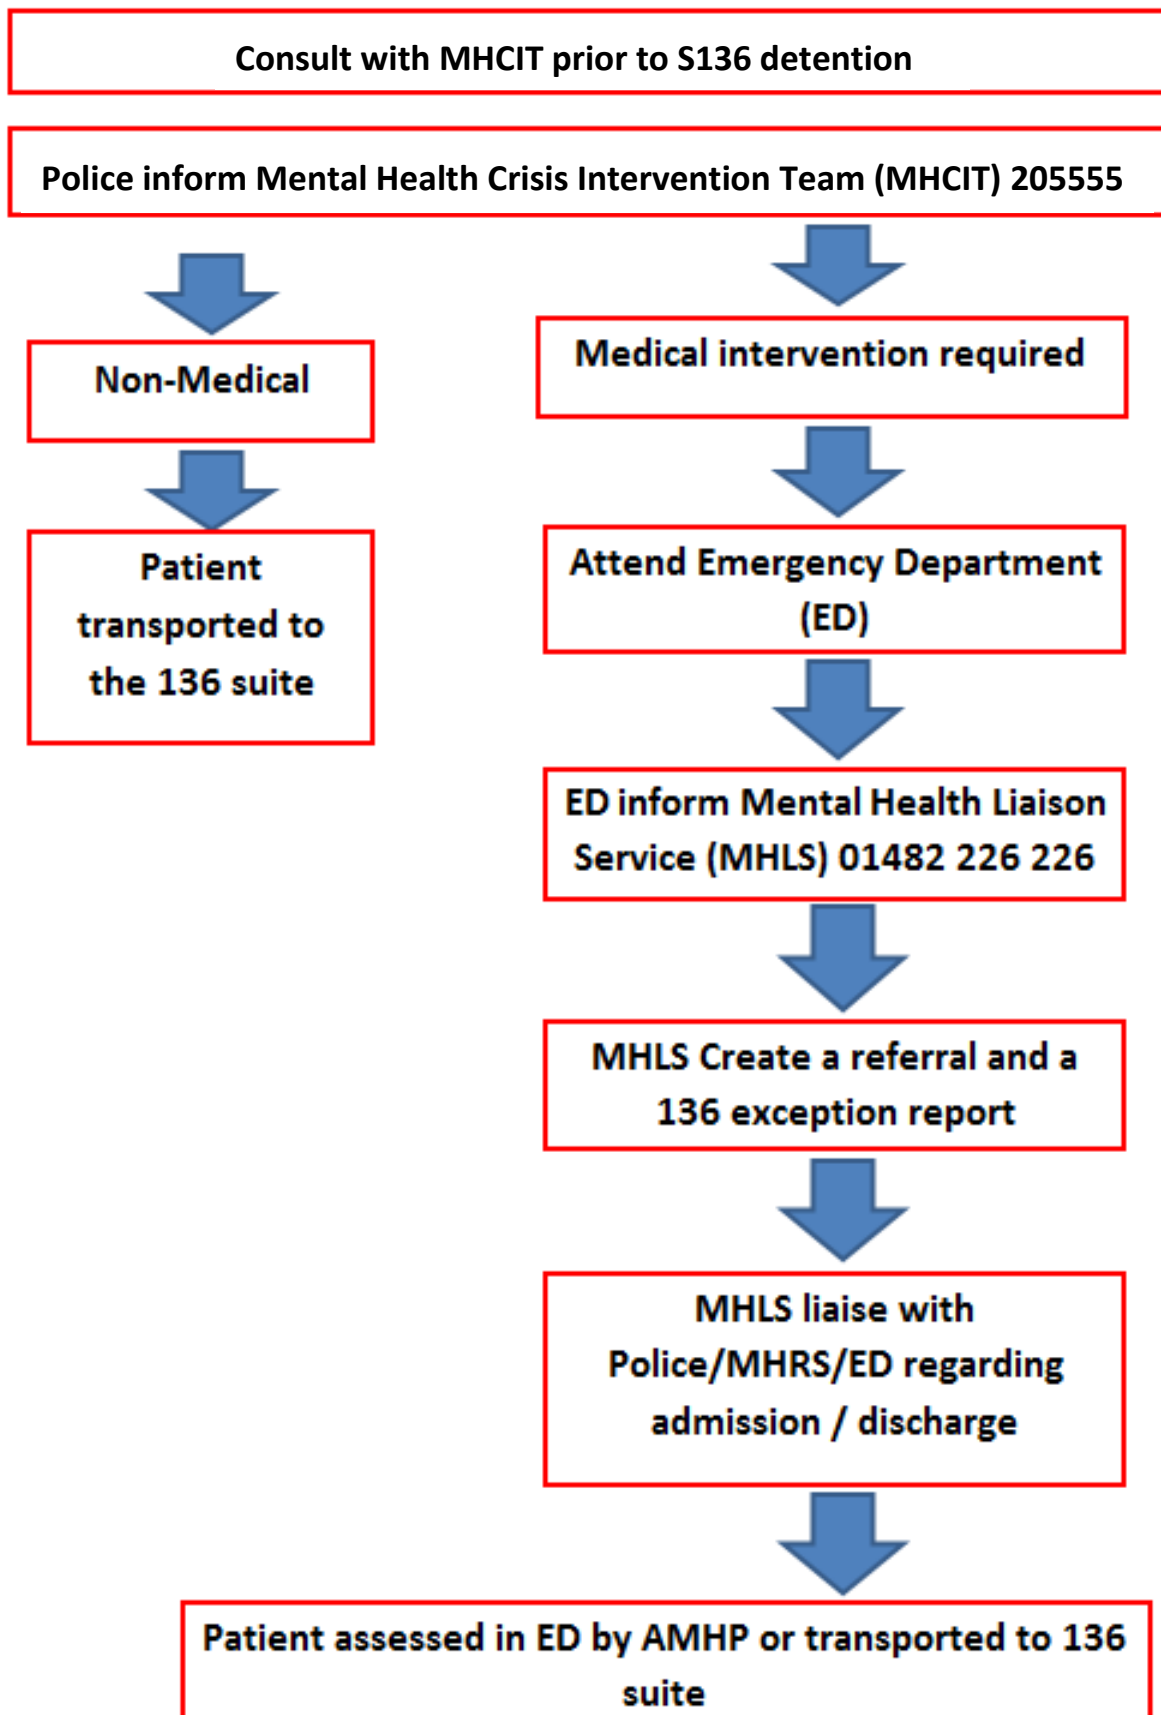 Consult with MHCIT prior to S136 detention
Police inform Mental Health Crisis Intervention Team (MHCIT) 205555
Non-Medical
Patient
transported to
the 136 suite
Medical intervention required
Attend Emergency Department
(ED)
ED inform Mental Health Liaison
Service (MHLS) 01482 226 226
MHLS Create a referral and a
136 exception report
MHLS liaise with
Police/MHRS/ED regarding
admission / discharge
Patient assessed in ED by AMHP or transported to 136
suite